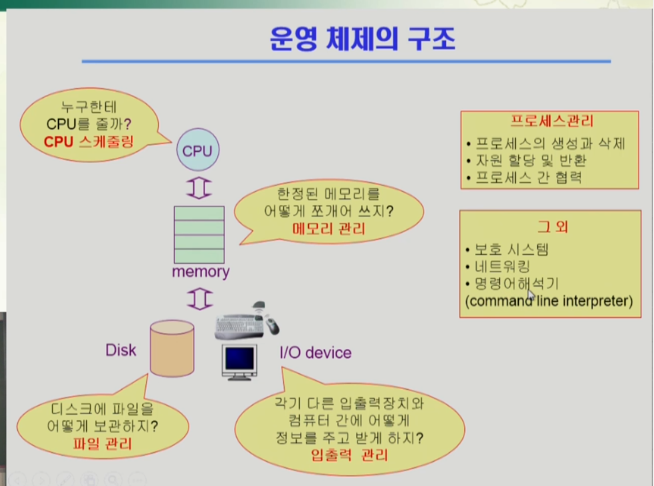 운영 체제의 구조
누구한테
CPU를 줄까?
CPU 스케줄링
CPU
한정된 메모리를
어떻게 쪼개어 쓰지?
메모리 관리
memory
Disk
I/O device
디스크에 파일을
어떻게 보관하지?
파일 관리
각기 다른 입출력장치와
컴퓨터 간에 어떻게
정보를 주고 받게 하지?
입출력 관리
프로세스관리
• 프로세스의 생성과 삭제
• 자원 할당 및 반환
• 프로세스 간 협력
그 외
• 보호 시스템
• 네트워킹
• 명령어해석기
(command line interpreter)